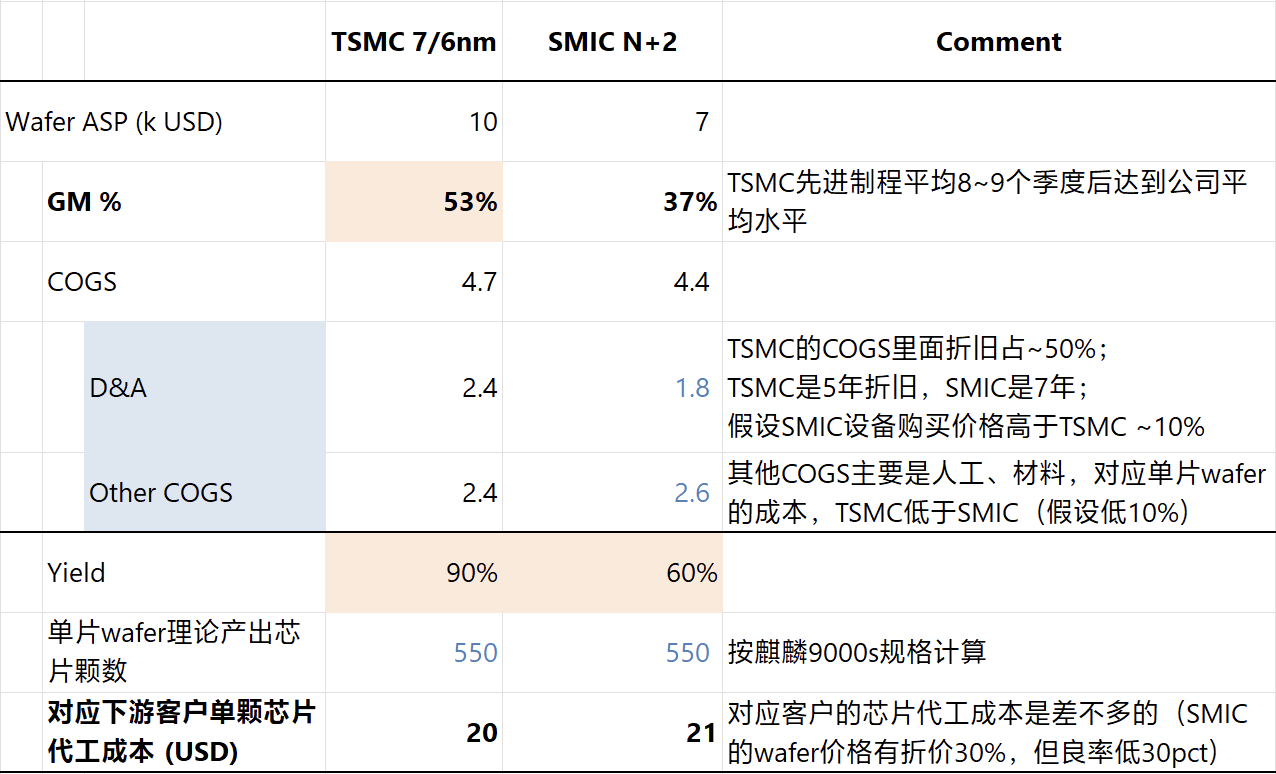 TSMC 7/6nm SMIC N+2 Comment
Wafer ASP (k USD) 10 7
GM % 53% 37% TSMC先进制程平均8~9个季度后达到公司平
均水平
COGS 4.7 4.4
D&A 2.4 1.8 TSMC的COGS里面折旧占~50%；
TSMC是5年折旧，SMIC是7年；
假设SMIC设备购买价格高于TSMC ~10%
Other COGS 2.4 2.6 其他COGS主要是人工、材料，对应单片wafer
的成本，TSMC低于SMIC（假设低10%）
Yield 90% 60%
单片wafer理论产出芯
片颗数 550 550 按麒麟9000s规格计算
对应下游客户单颗芯片
代工成本 (USD) 20 21 对应客户的芯片代工成本是差不多的（SMIC
的wafer价格有折价30%，但良率低30pct）